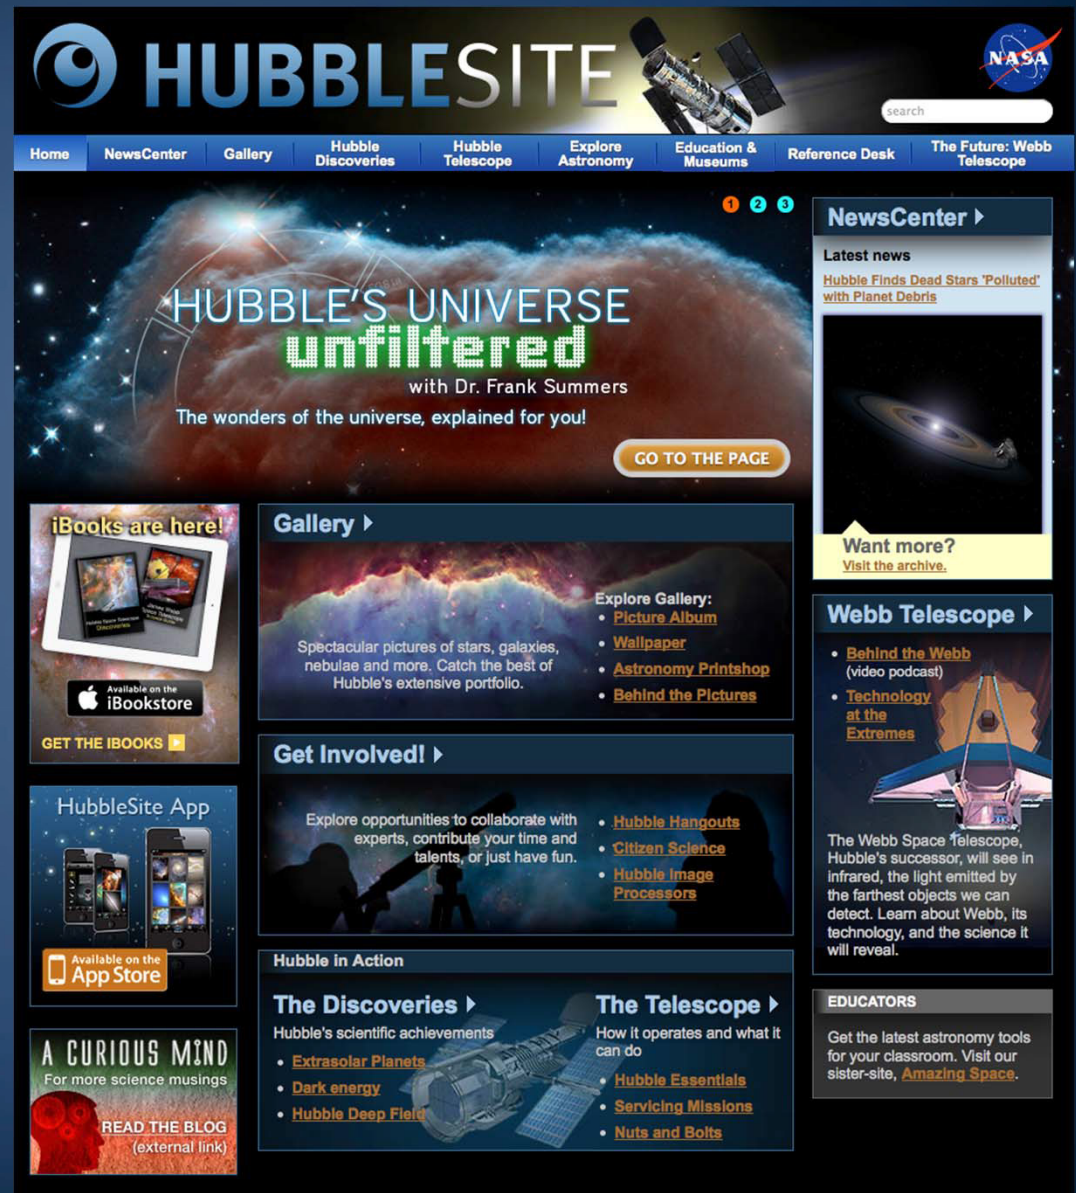 HUBBLESITE
NASA
search
Home
NewsCenter
Gallery
Hubble
Discoveries
Hubble
Telescope
Explore
Astronomy
Education &
Museums
Reference Desk
The Future: Webb
Telescope
1 2 3
HUBBLE'S UNIVERSE
unfiltered
with Dr. Frank Summers
The wonders of the universe, explained for you!
GO TO THE PAGE
NewsCenter
Latest news
Hubble Finds Dead Stars 'Polluted'
with Planet Debris
Want more?
Visit the archive.
iBooks are here!
Discoveries
Available on the
iBookstore
GET THE IBOOKS
Gallery
Spectacular pictures of stars, galaxies,
nebulae and more. Catch the best of
Hubble's extensive portfolio.
Explore Gallery:
Picture Album
Wallpaper
Astronomy Printshop
Behind the Pictures
Webb Telescope
Behind the Webb
(video podcast)
Technology
at the
Extremes
The Webb Space Telescope,
Hubble's successor, will see in
infrared, the light emitted by
the farthest objects we can
detect. Learn about Webb, its
technology, and the science it
will reveal.
Get Involved!
Explore opportunities to collaborate with
experts, contribute your time and
talents, or just have fun.
Hubble Hangouts
Citizen Science
Hubble Image
Processors
HubbleSite App
Available on the
App Store
Hubble in Action
The Discoveries
Hubble's scientific achievements
Extrasolar Planets
Dark energy
Hubble Deep Field
The Telescope
How it operates and what it
can do
Hubble Essentials
Servicing Missions
Nuts and Bolts
EDUCATORS
Get the latest astronomy tools
for your classroom. Visit our
sister-site, Amazing Space.
A CURIOUS MIND
For more science musings
READ THE BLOG
(external link)